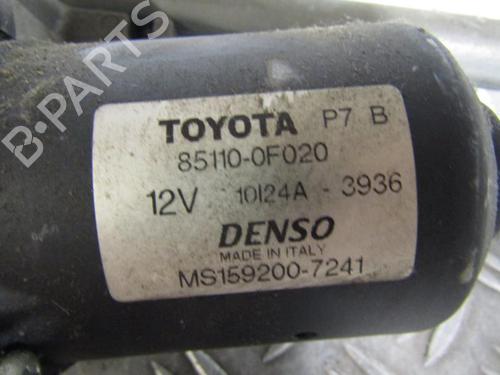 TOYOTA P7 B
85110-0F020
12V 10I24A - 3936
DENSO
MADE IN ITALY
MS159200-7241
B-PARTS